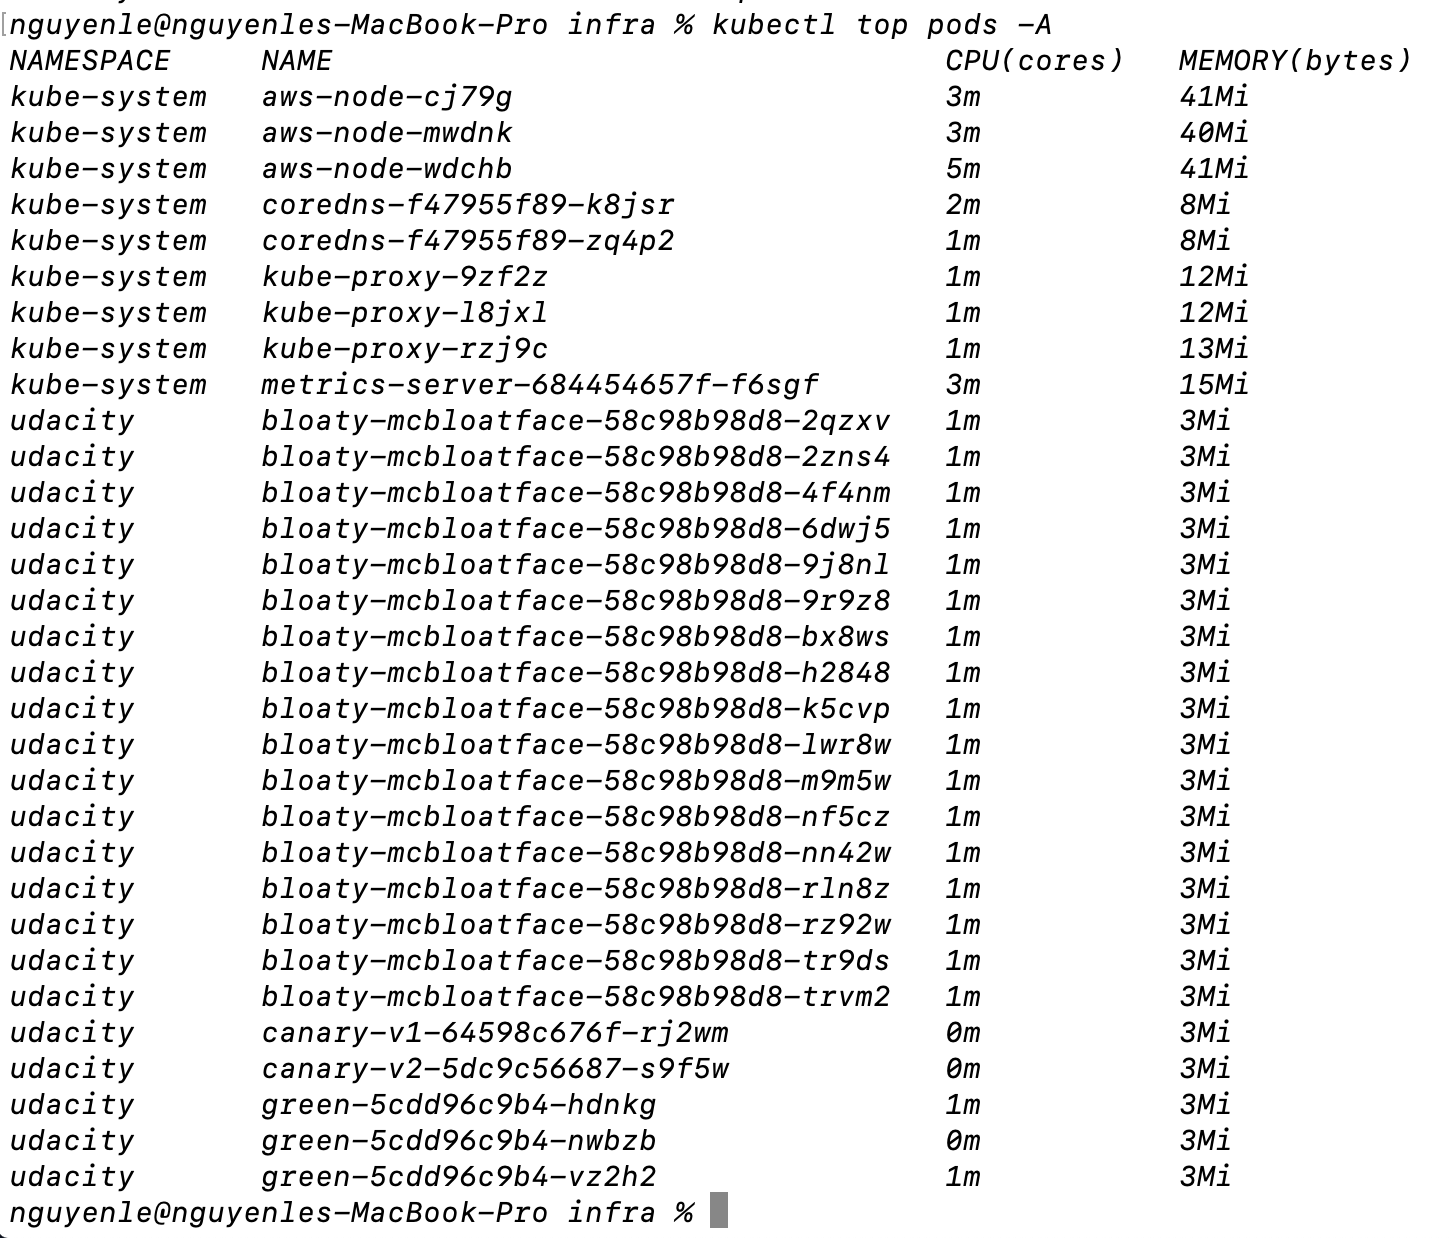 nguyenle@nguyenles-MacBook-Pro infra % kubectl top pods -A
NAMESPACE NAME CPU(cores) MEMORY(bytes)
kube-system aws-node-cj79g 3m 41Mi
kube-system aws-node-mwdnk 3m 40Mi
kube-system aws-node-wdchb 5m 41Mi
kube-system coredns-f47955f89-k8jsr 2m 8Mi
kube-system coredns-f47955f89-zq4p2 1m 8Mi
kube-system kube-proxy-9zf2z 1m 12Mi
kube-system kube-proxy-l8jxl 1m 12Mi
kube-system kube-proxy-rzj9c 1m 13Mi
kube-system metrics-server-684454657f-f6sgf 3m 15Mi
udacity bloaty-mcbloatface-58c98b98d8-2qzxv 1m 3Mi
udacity bloaty-mcbloatface-58c98b98d8-2zns4 1m 3Mi
udacity bloaty-mcbloatface-58c98b98d8-4f4nm 1m 3Mi
udacity bloaty-mcbloatface-58c98b98d8-6dwj5 1m 3Mi
udacity bloaty-mcbloatface-58c98b98d8-9j8nl 1m 3Mi
udacity bloaty-mcbloatface-58c98b98d8-9r9z8 1m 3Mi
udacity bloaty-mcbloatface-58c98b98d8-bx8ws 1m 3Mi
udacity bloaty-mcbloatface-58c98b98d8-h2848 1m 3Mi
udacity bloaty-mcbloatface-58c98b98d8-k5cvp 1m 3Mi
udacity bloaty-mcbloatface-58c98b98d8-lwr8w 1m 3Mi
udacity bloaty-mcbloatface-58c98b98d8-m9m5w 1m 3Mi
udacity bloaty-mcbloatface-58c98b98d8-nf5cz 1m 3Mi
udacity bloaty-mcbloatface-58c98b98d8-nn42w 1m 3Mi
udacity bloaty-mcbloatface-58c98b98d8-rln8z 1m 3Mi
udacity bloaty-mcbloatface-58c98b98d8-rz92w 1m 3Mi
udacity bloaty-mcbloatface-58c98b98d8-tr9ds 1m 3Mi
udacity bloaty-mcbloatface-58c98b98d8-trvm2 1m 3Mi
udacity canary-v1-64598c676f-rj2wm 0m 3Mi
udacity canary-v2-5dc9c56687-s9f5w 0m 3Mi
udacity green-5cdd96c9b4-hdnkg 1m 3Mi
udacity green-5cdd96c9b4-nwbzb 0m 3Mi
udacity green-5cdd96c9b4-vz2h2 1m 3Mi
nguyenle@nguyenles-MacBook-Pro infra %